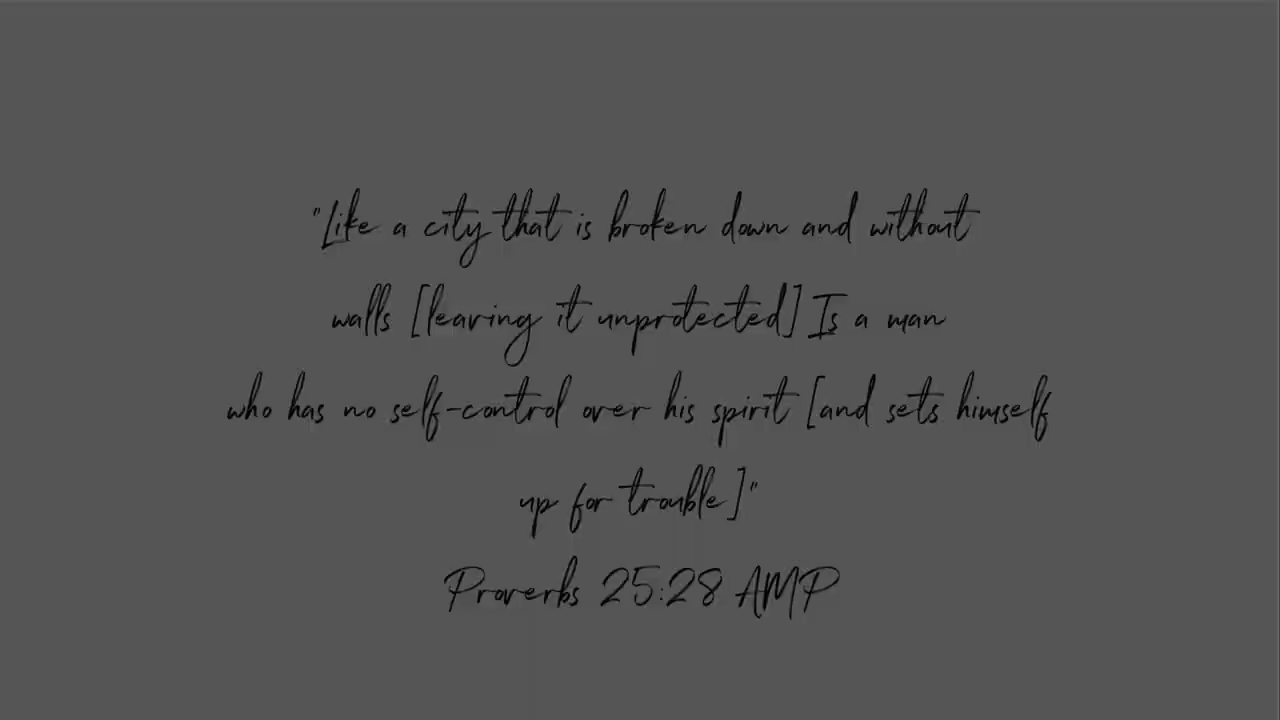 "Like a city that is broken down and without
walls [leaving it unprotected] Is a man
who has no self-control over his spirit [and sets himself
up for trouble]"
Proverbs 25:28 AMP